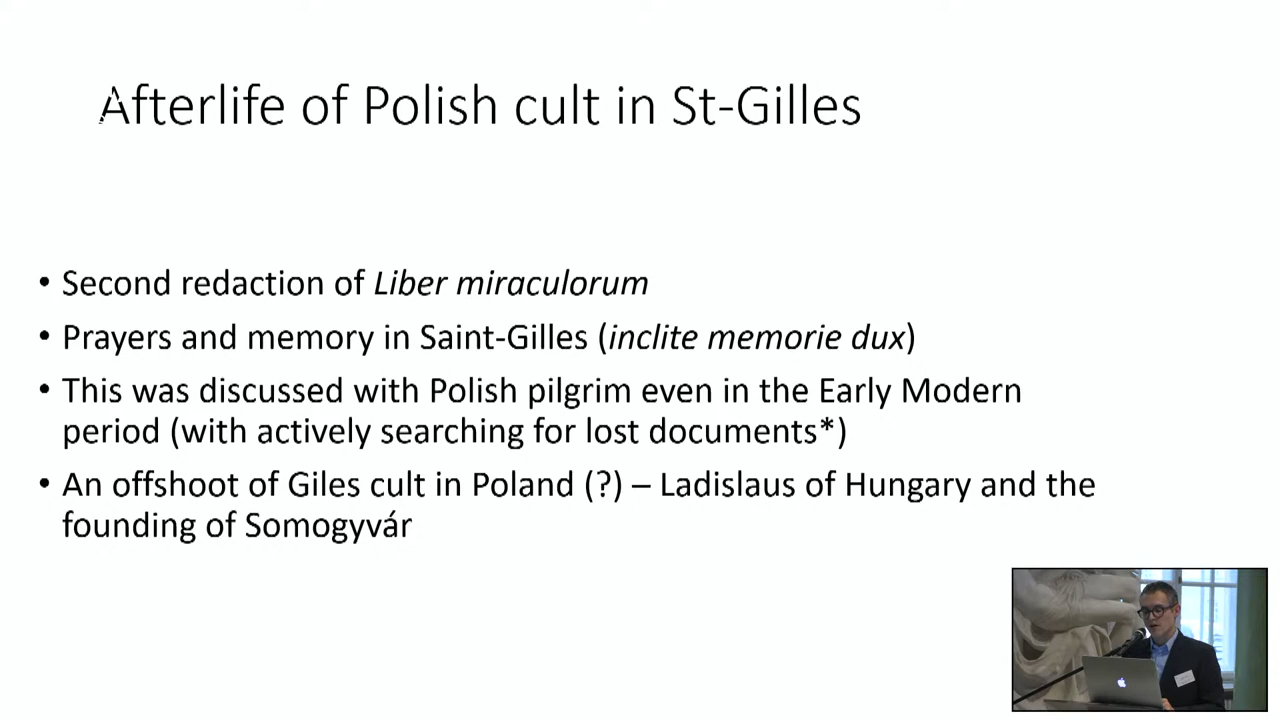 Afterlife of Polish cult in St-Gilles
• Second redaction of Liber miraculorum
• Prayers and memory in Saint-Gilles (inclite memorie dux)
• This was discussed with Polish pilgrim even in the Early Modern
period (with actively searching for lost documents*)
• An offshoot of Giles cult in Poland (?) – Ladislaus of Hungary and the
founding of Somogyvár